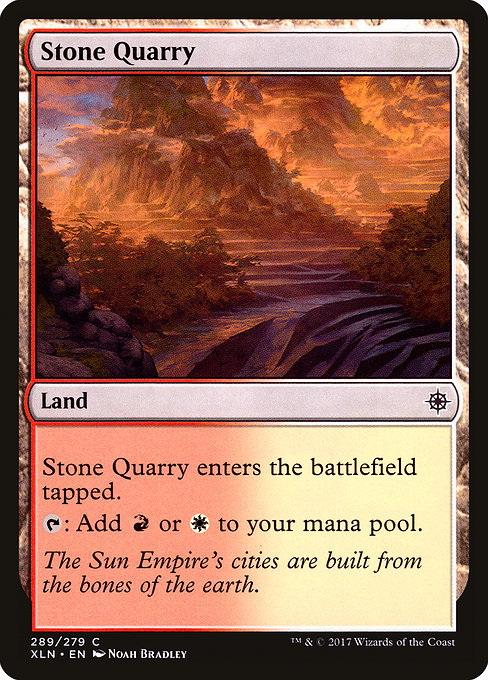 Stone Quarry
Land
Stone Quarry enters the battlefield
tapped.
: Add or to your mana pool.
The Sun Empire's cities are built from
the bones of the earth.
289/279 C
XLN • EN Noah Bradley
™ & © 2017 Wizards of the Coast